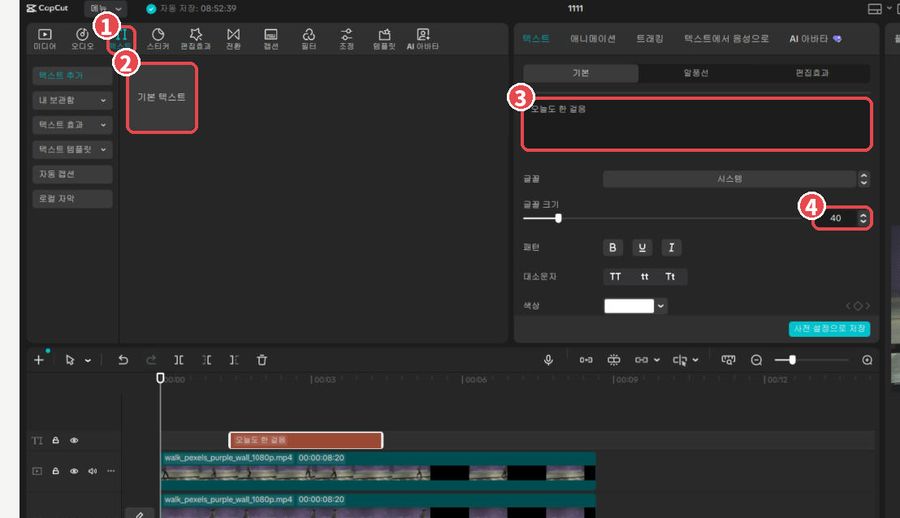 CapCut 메뉴 자동 저장: 08:52:39 1111
1
미디어 오디오 텍스트 스티커 편집효과 전환 캡션 필터 조정 템플릿 AI 아바타
텍스트 애니메이션 트래킹 텍스트에서 음성으로 AI 아바타
2
텍스트 추가
내 보관함
텍스트 효과
텍스트 템플릿
자동 캡션
로컬 자막
기본 텍스트
기본 말풍선 편집효과
3
오늘도 한 걸음
글꼴 시스템
글꼴 크기
4
40
패턴 B U I
대소문자 TT tt Tt
색상
사전 설정으로 저장
00:00 00:03 00:06 00:09 00:12
TI 오늘도 한 걸음
walk_pexels_purple_wall_1080p.mp4 00:00:08:20
walk_pexels_purple_wall_1080p.mp4 00:00:08:20